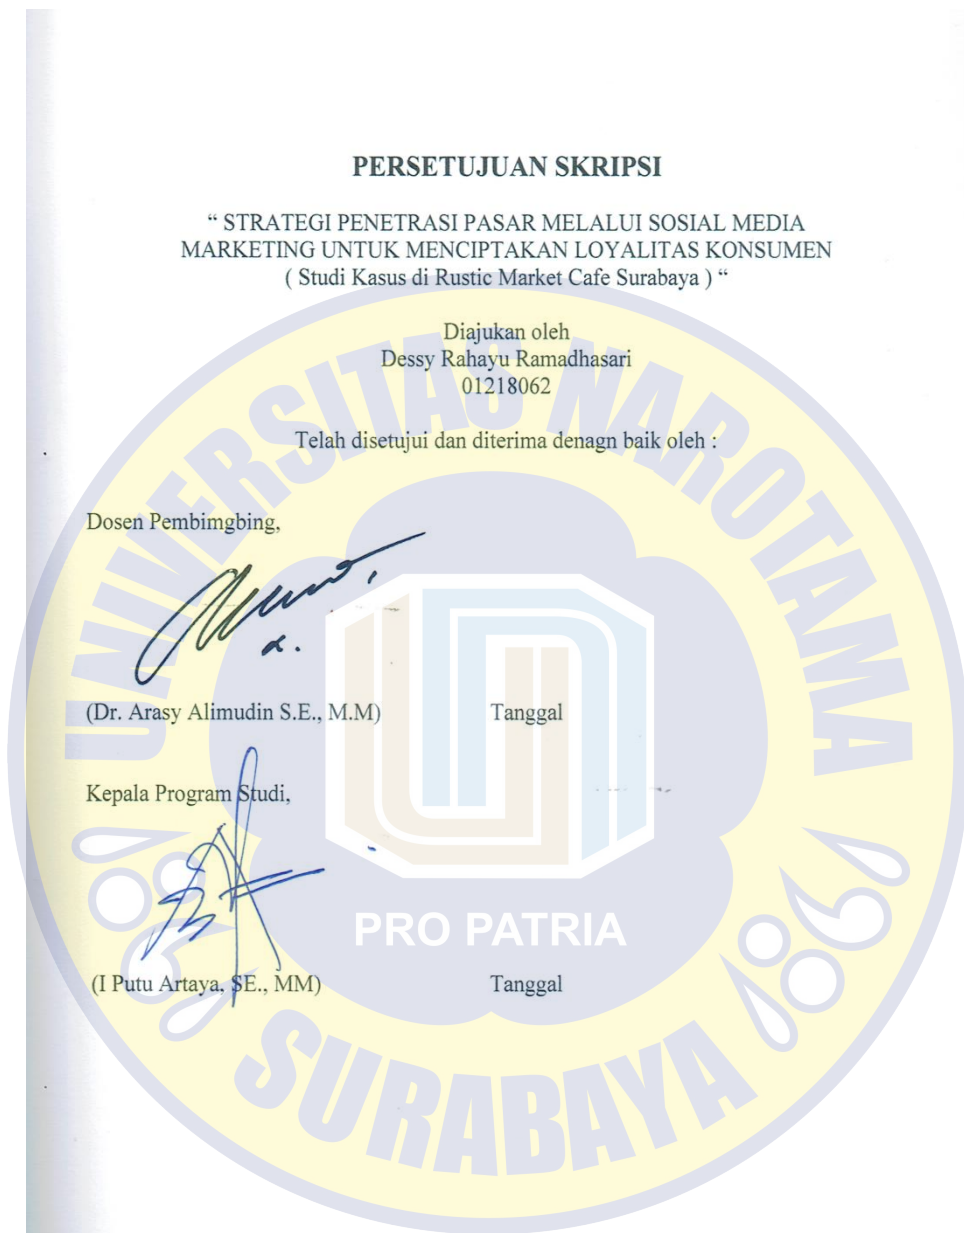 PERSETUJUAN SKRIPSI
“ STRATEGI PENETRASI PASAR MELALUI SOSIAL MEDIA
MARKETING UNTUK MENCIPTAKAN LOYALITAS KONSUMEN
( Studi Kasus di Rustic Market Cafe Surabaya ) “
Diajukan oleh
Dessy Rahayu Ramadhasari
01218062
Telah disetujui dan diterima denagn baik oleh :
Dosen Pembimgbing,
(Dr. Arasy Alimudin S.E., M.M) Tanggal
Kepala Program Studi,
(I Putu Artaya, SE., MM) Tanggal
UNIVERSITAS NAROTAMA
PRO PATRIA
SURABAYA